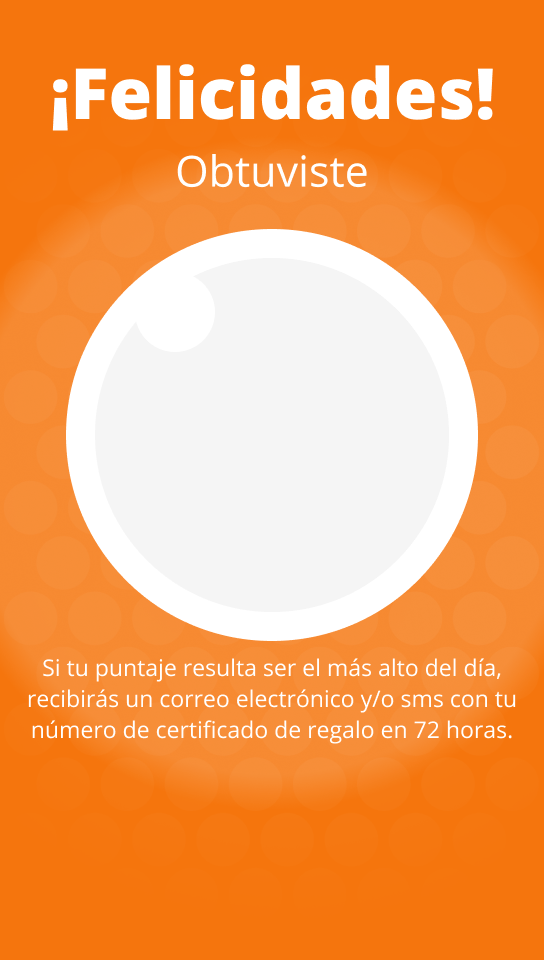 ¡Felicidades!
Obtuviste
Si tu puntaje resulta ser el más alto del día,
recibirás un correo electrónico y/o sms con tu
número de certificado de regalo en 72 horas.